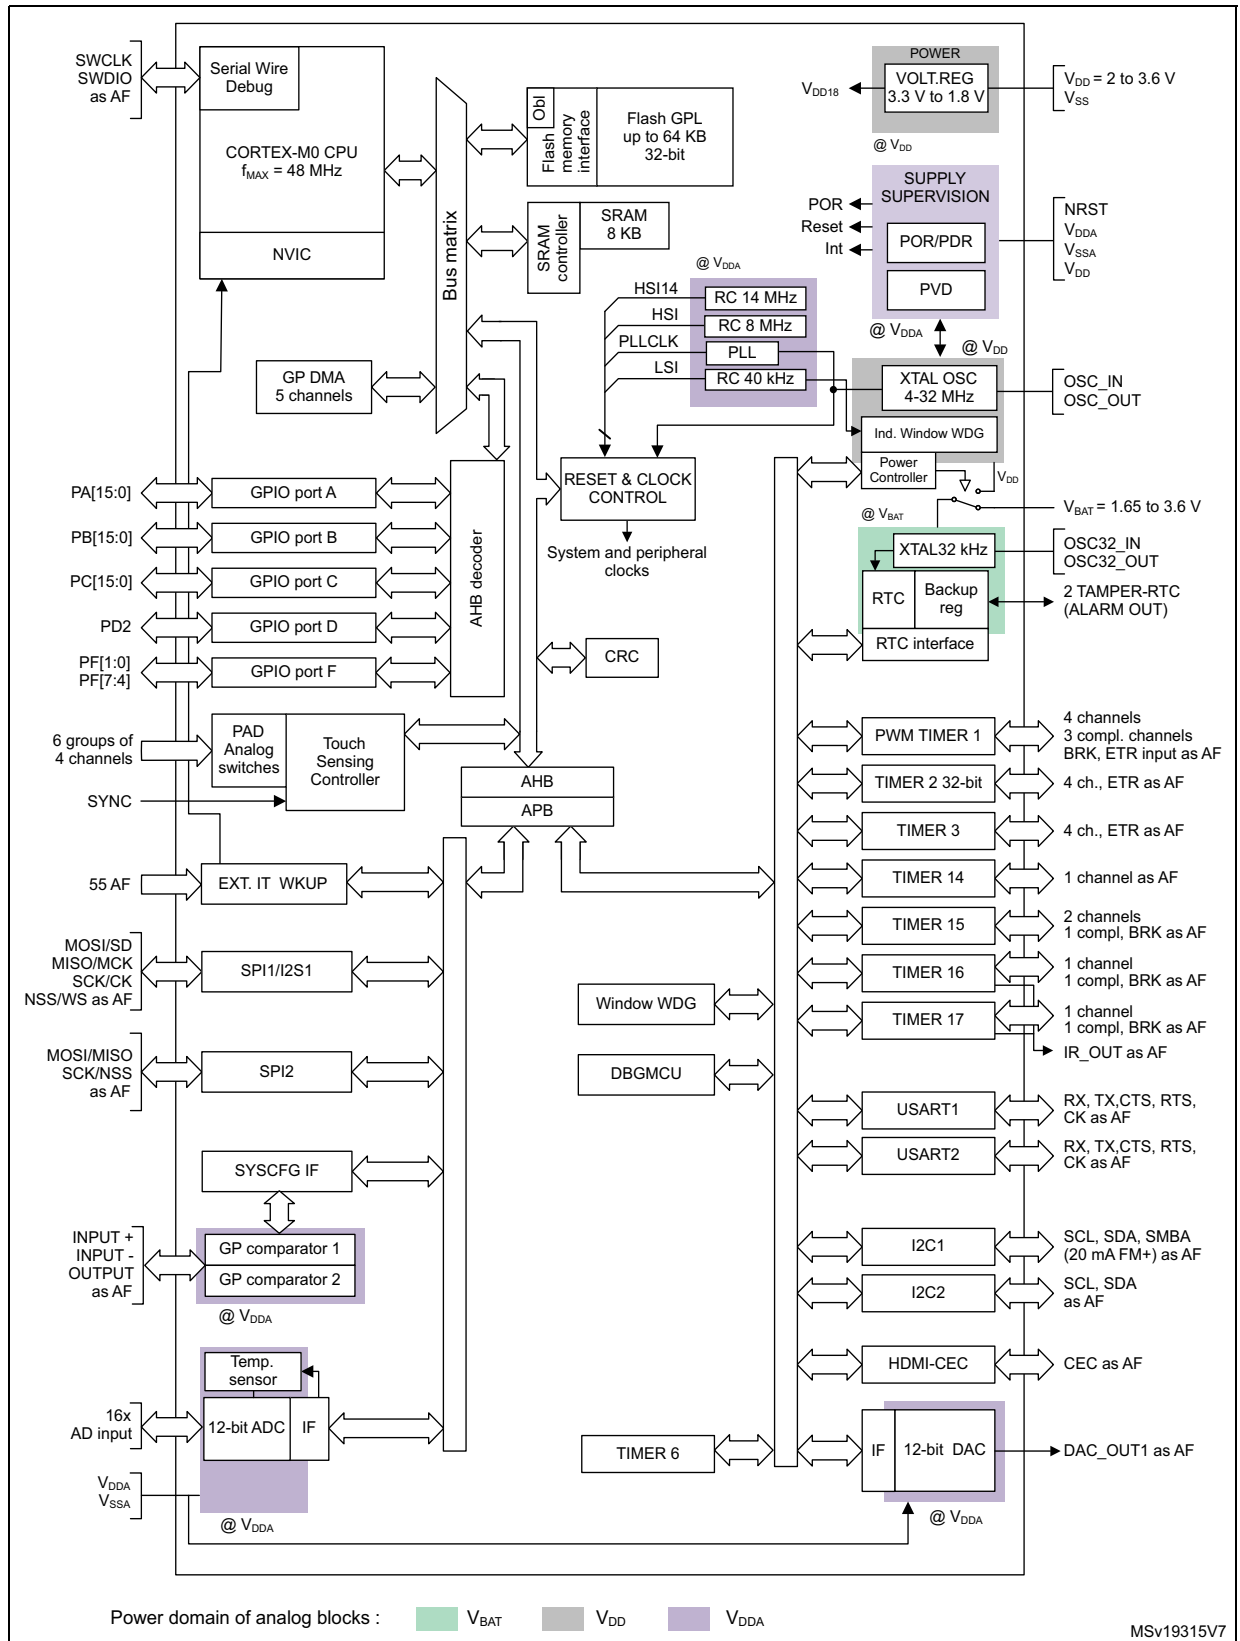 SWCLK
SWDIO
as AF
Serial Wire
Debug
CORTEX-M0 CPU
fMAX = 48 MHz
NVIC
Bus matrix
Obl
Flash
memory
interface
Flash GPL
up to 64 KB
32-bit
SRAM
controller
SRAM
8 KB
POWER
VOLT.REG
3.3 V to 1.8 V
VDD18
VDD = 2 to 3.6 V
VSS
@ VDD
SUPPLY
SUPERVISION
POR
Reset
Int
POR/PDR
PVD
NRST
VDDA
VSSA
VDD
@ VDDA
@ VDD
@ VDDA
HSI14
HSI
PLLCLK
LSI
RC 14 MHz
RC 8 MHz
PLL
RC 40 kHz
XTAL OSC
4-32 MHz
OSC_IN
OSC_OUT
Ind. Window WDG
Power
Controller
VDD
VBAT = 1.65 to 3.6 V
@ VBAT
XTAL32 kHz
OSC32_IN
OSC32_OUT
RTC
Backup
reg
2 TAMPER-RTC
(ALARM OUT)
RTC interface
GP DMA
5 channels
RESET & CLOCK
CONTROL
System and peripheral
clocks
PA[15:0]
GPIO port A
PB[15:0]
GPIO port B
PC[15:0]
GPIO port C
PD2
GPIO port D
PF[1:0]
PF[7:4]
GPIO port F
AHB decoder
CRC
6 groups of
4 channels
SYNC
PAD
Analog
switches
Touch
Sensing
Controller
AHB
APB
55 AF
EXT. IT WKUP
MOSI/SD
MISO/MCK
SCK/CK
NSS/WS as AF
SPI1/I2S1
MOSI/MISO
SCK/NSS
as AF
SPI2
SYSCFG IF
INPUT +
INPUT -
OUTPUT
as AF
GP comparator 1
GP comparator 2
@ VDDA
Temp.
sensor
16x
AD input
12-bit ADC
IF
VDDA
VSSA
@ VDDA
Window WDG
DBGMCU
TIMER 6
PWM TIMER 1
4 channels
3 compl. channels
BRK, ETR input as AF
TIMER 2 32-bit
4 ch., ETR as AF
TIMER 3
4 ch., ETR as AF
TIMER 14
1 channel as AF
TIMER 15
2 channels
1 compl, BRK as AF
TIMER 16
1 channel
1 compl, BRK as AF
TIMER 17
1 channel
1 compl, BRK as AF
IR_OUT as AF
USART1
RX, TX,CTS, RTS,
CK as AF
USART2
RX, TX,CTS, RTS,
CK as AF
I2C1
SCL, SDA, SMBA
(20 mA FM+) as AF
I2C2
SCL, SDA
as AF
HDMI-CEC
CEC as AF
IF
12-bit DAC
DAC_OUT1 as AF
@ VDDA
Power domain of analog blocks :
VBAT
VDD
VDDA
MSv19315V7